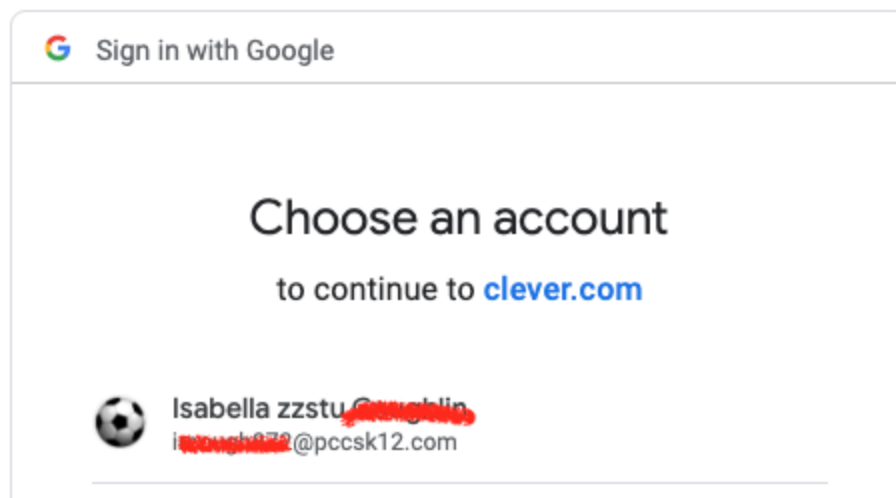 Sign in with Google
Choose an account
to continue to clever.com
Isabella zzstu
@pccsk12.com